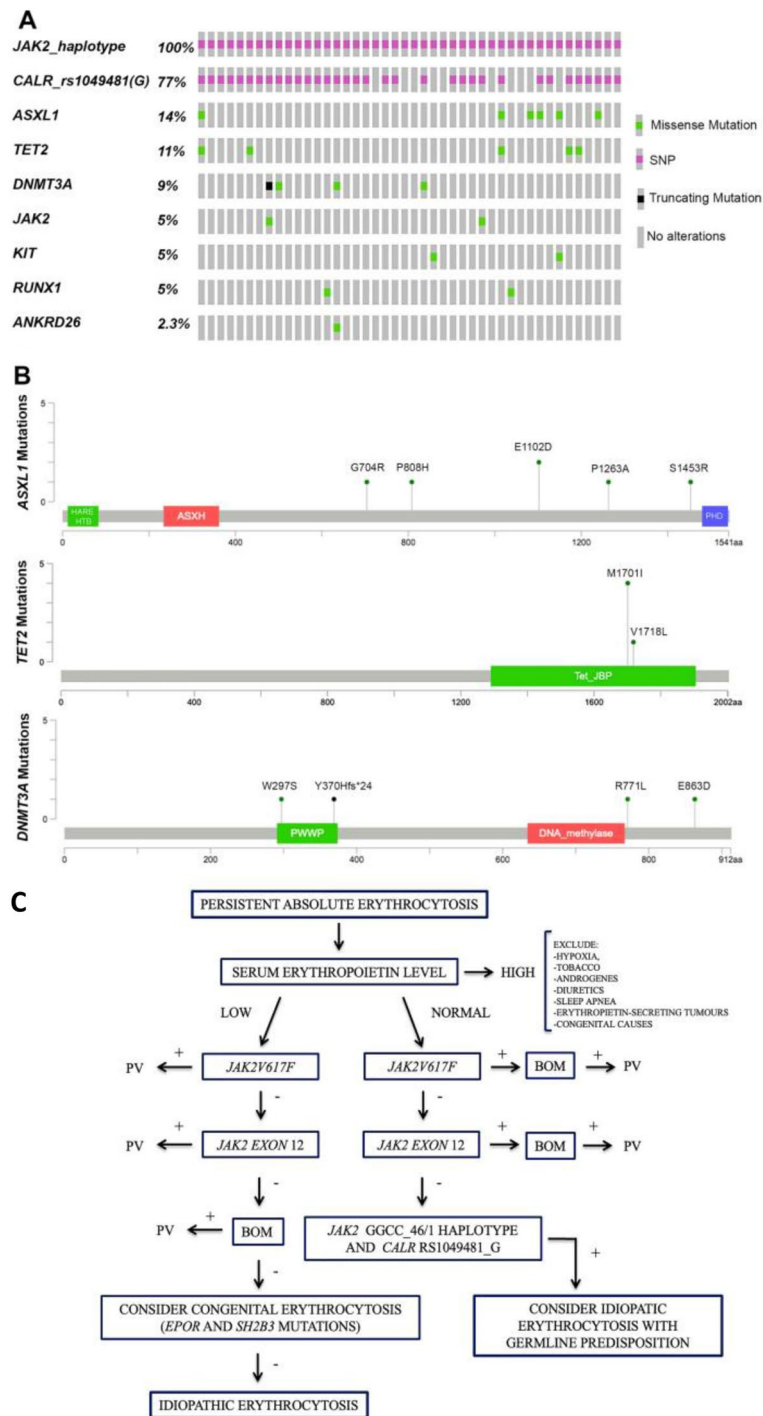 A
JAK2_haplotype 100%
CALR_rs1049481(G) 77%
ASXL1 14%
TET2 11%
DNMT3A 9%
JAK2 5%
KIT 5%
RUNX1 5%
ANKRD26 2.3%
Missense Mutation
SNP
Truncating Mutation
No alterations
B
ASXL1 Mutations
5
0
G704R
P808H
E1102D
P1263A
S1453R
HARE
HTB
ASXH
PHD
0 400 800 1200 1541aa
TET2 Mutations
5
0
M1701I
V1718L
Tet_JBP
0 400 800 1200 1600 2002aa
DNMT3A Mutations
5
0
W297S
Y370Hfs*24
R771L
E863D
PWWP
DNA_methylase
0 200 400 600 800 912aa
C
PERSISTENT ABSOLUTE ERYTHROCYTOSIS
SERUM ERYTHROPOIETIN LEVEL
HIGH
EXCLUDE:
-HYPOXIA,
-TOBACCO
-ANDROGENES
-DIURETICS
-SLEEP APNEA
-ERYTHROPIETIN-SECRETING TUMOURS
-CONGENITAL CAUSES
LOW
NORMAL
PV + JAK2V617F
JAK2V617F + BOM + PV
- -
PV + JAK2 EXON 12
JAK2 EXON 12 + BOM + PV
- -
PV + BOM
JAK2 GGCC_46/1 HAPLOTYPE
AND CALR RS1049481_G
- +
CONSIDER CONGENITAL ERYTHROCYTOSIS
(EPOR AND SH2B3 MUTATIONS)
CONSIDER IDIOPATIC
ERYTHROCYTOSIS WITH
GERMLINE PREDISPOSITION
-
IDIOPATHIC ERYTHROCYTOSIS